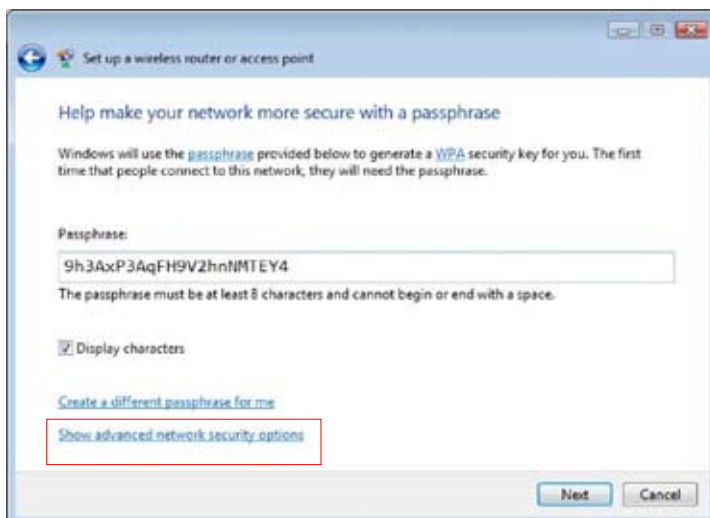 Set up a wireless router or access point
Help make your network more secure with a passphrase
Windows will use the passphrase provided below to generate a WPA security key for you. The first
time that people connect to this network, they will need the passphrase.
Passphrase:
9h3AxP3AqFH9V2hnNMTEY4
The passphrase must be at least 8 characters and cannot begin or end with a space.
Display characters
Create a different passphrase for me
Show advanced network security options
Next Cancel